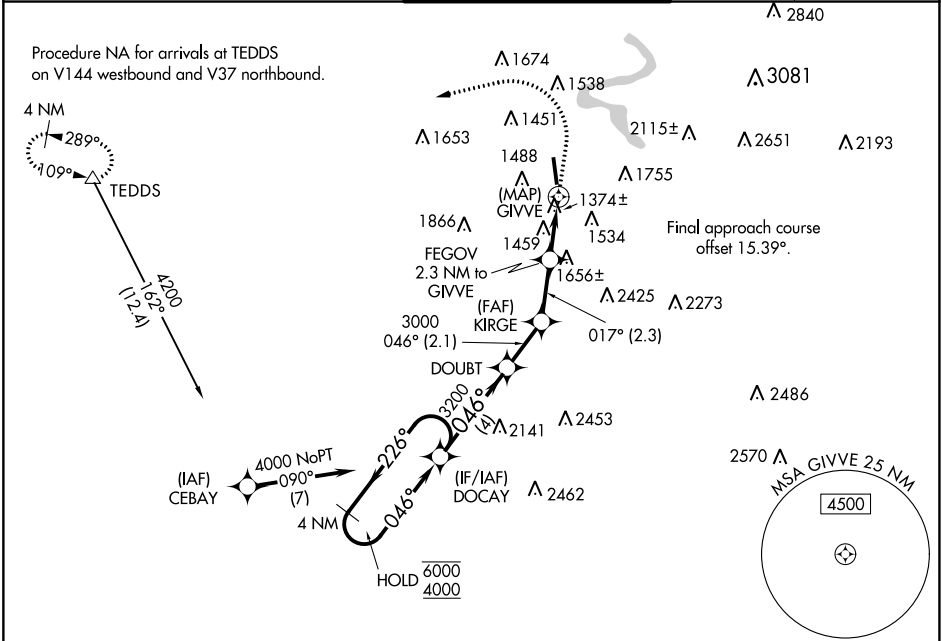 2840
Procedure NA for arrivals at TEDDS
on V144 westbound and V37 northbound.
1674
1538
3081
4 NM
289°
109°
TEDDS
1653
1451
2115±
2651
2193
1488
1755
(MAP)
GIVVE
1374±
1866
1459
1534
Final approach course
offset 15.39°.
FEGOV
2.3 NM to
GIVVE
1656±
2425
2273
4200
162°
(12.4)
(FAF)
KIRGE
017° (2.3)
3000
046° (2.1)
DOUBT
3200
046°
(4)
2141
2453
2486
2570
226°
046°
4 NM
(IAF)
CEBAY
4000 NoPT
090°
(7)
(IF/IAF)
DOCAY
2462
HOLD 6000
4000
MSA GIVVE 25 NM
4500